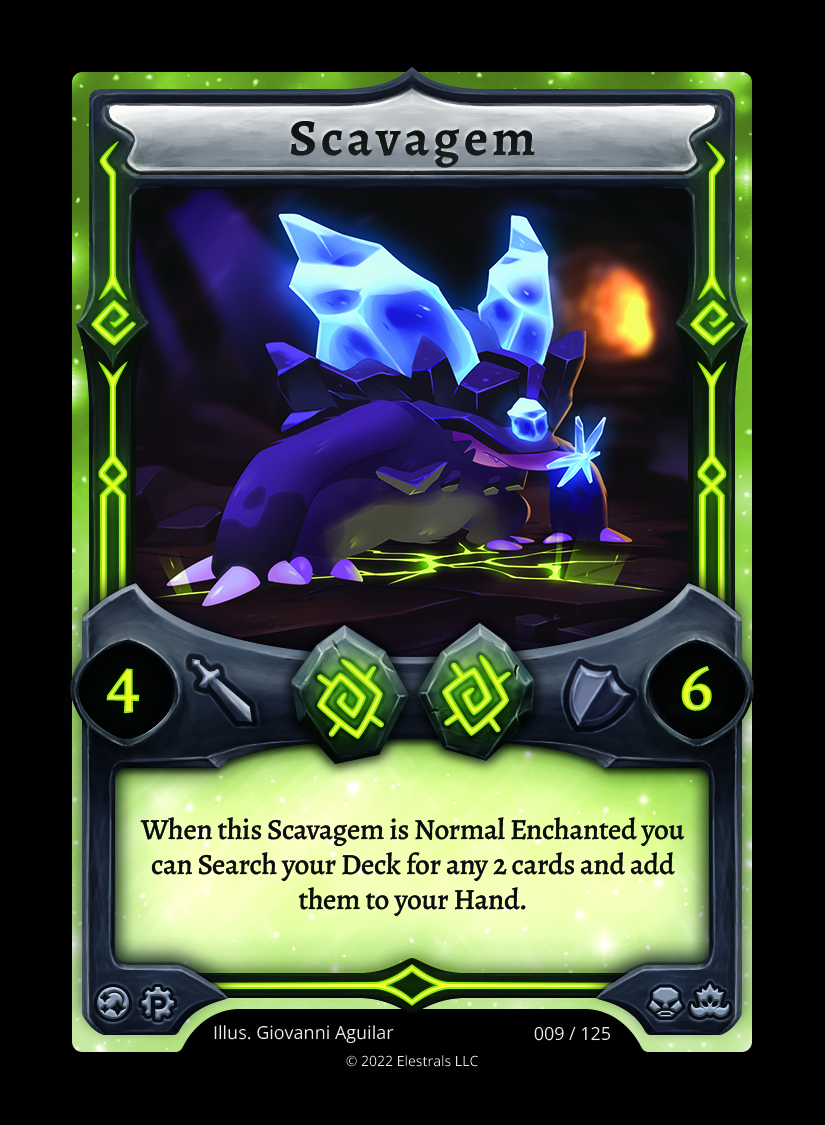 Scavagem
4
6
When this Scavagem is Normal Enchanted you
can Search your Deck for any 2 cards and add
them to your Hand.
P
Illus. Giovanni Aguilar
009 / 125
© 2022 Elestrals LLC